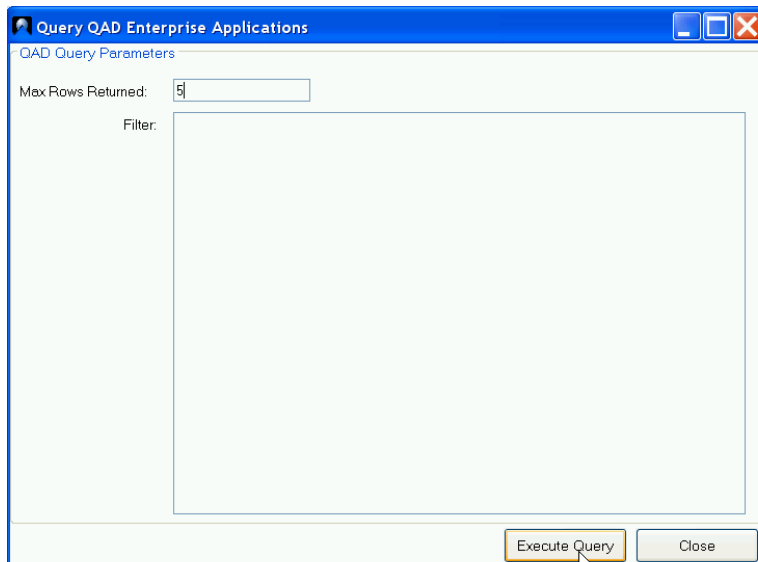 Query QAD Enterprise Applications
QAD Query Parameters
Max Rows Returned: 5
Filter:
Execute Query Close